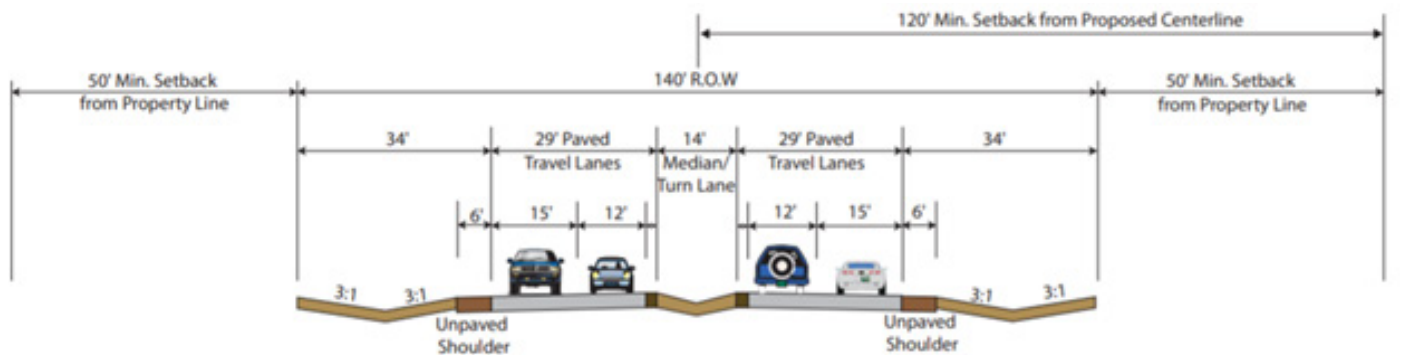 120' Min. Setback from Proposed Centerline
50' Min. Setback
from Property Line
140' R.O.W
50' Min. Setback
from Property Line
34'
29' Paved
Travel Lanes
14'
Median/
Turn Lane
29' Paved
Travel Lanes
34'
6'
15'
12'
12'
15'
6'
3:1
3:1
3:1
3:1
Unpaved
Shoulder
Unpaved
Shoulder